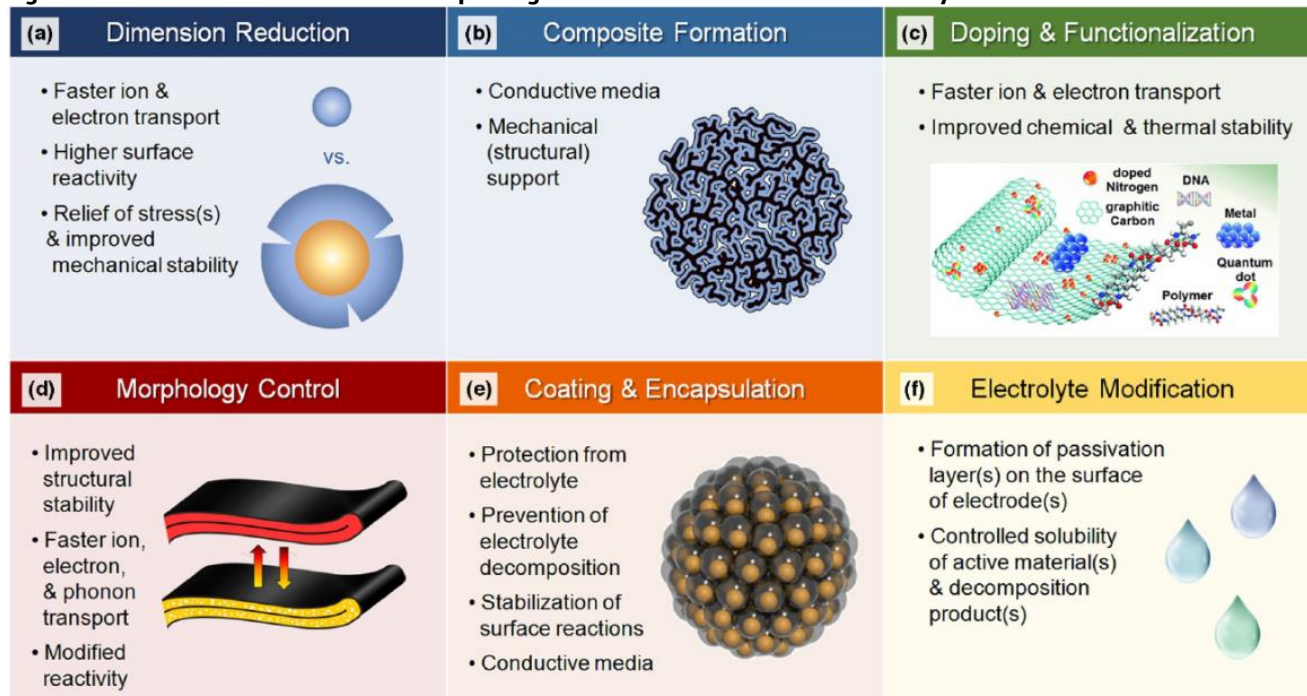 (a) Dimension Reduction
• Faster ion &
electron transport
• Higher surface
reactivity
• Relief of stress(s)
& improved
mechanical stability
vs.
(b) Composite Formation
• Conductive media
• Mechanical
(structural)
support
(c) Doping & Functionalization
• Faster ion & electron transport
• Improved chemical & thermal stability
doped
Nitrogen
graphitic
Carbon
DNA
Metal
Quantum
dot
Polymer
(d) Morphology Control
• Improved
structural
stability
• Faster ion,
electron,
& phonon
transport
• Modified
reactivity
(e) Coating & Encapsulation
• Protection from
electrolyte
• Prevention of
electrolyte
decomposition
• Stabilization of
surface reactions
• Conductive media
(f) Electrolyte Modification
• Formation of passivation
layer(s) on the surface
of electrode(s)
• Controlled solubility
of active material(s)
& decomposition
product(s)